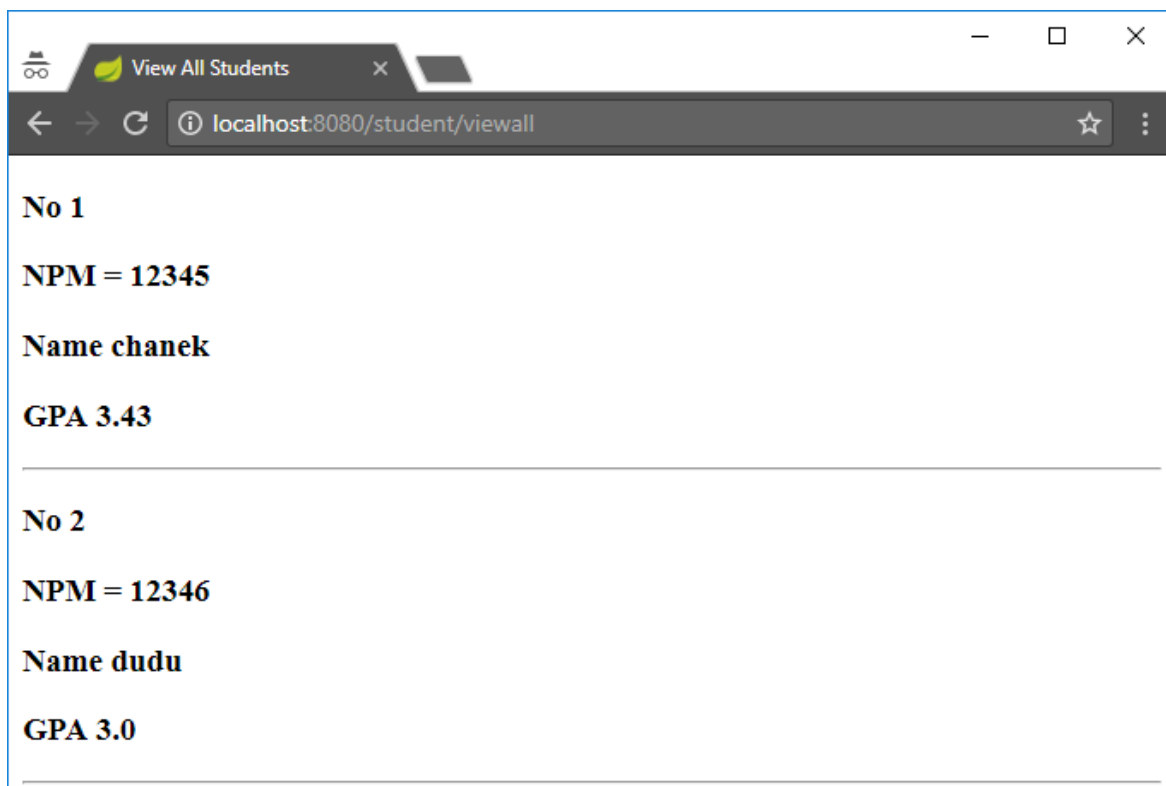 View All Students
localhost:8080/student/viewall
No 1
NPM = 12345
Name chanek
GPA 3.43
No 2
NPM = 12346
Name dudu
GPA 3.0